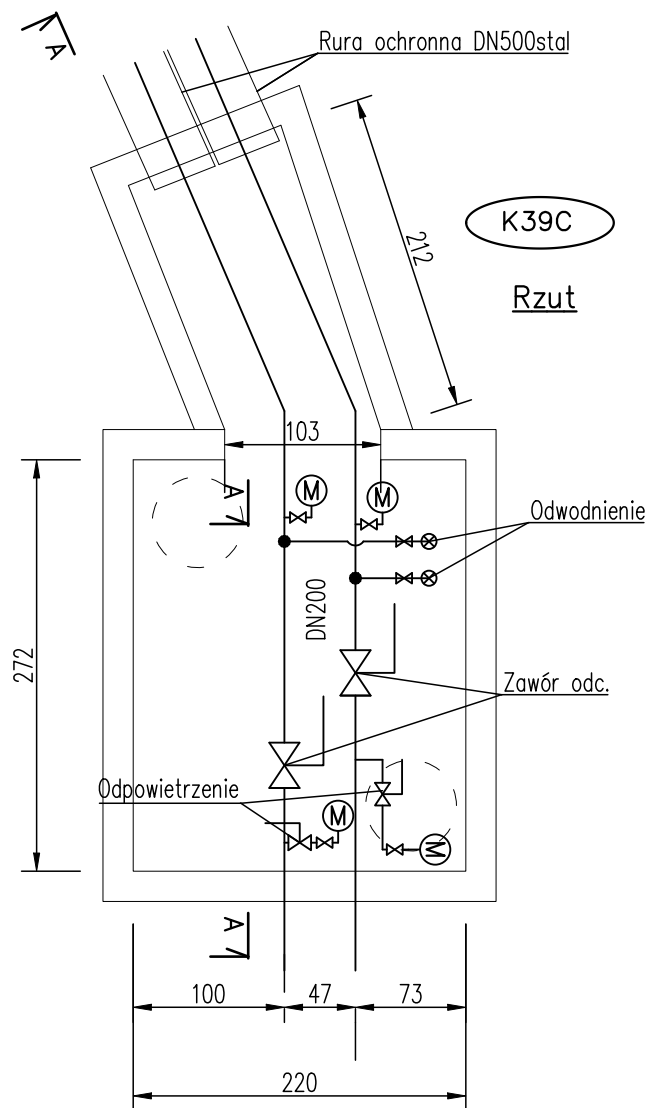 A
Rura ochronna DN500stal
K39C
212
Rzut
103
A
M
M
Odwodnienie
DN200
272
Zawór odc.
Odpowietrzenie
M
M
A
100
47
73
220